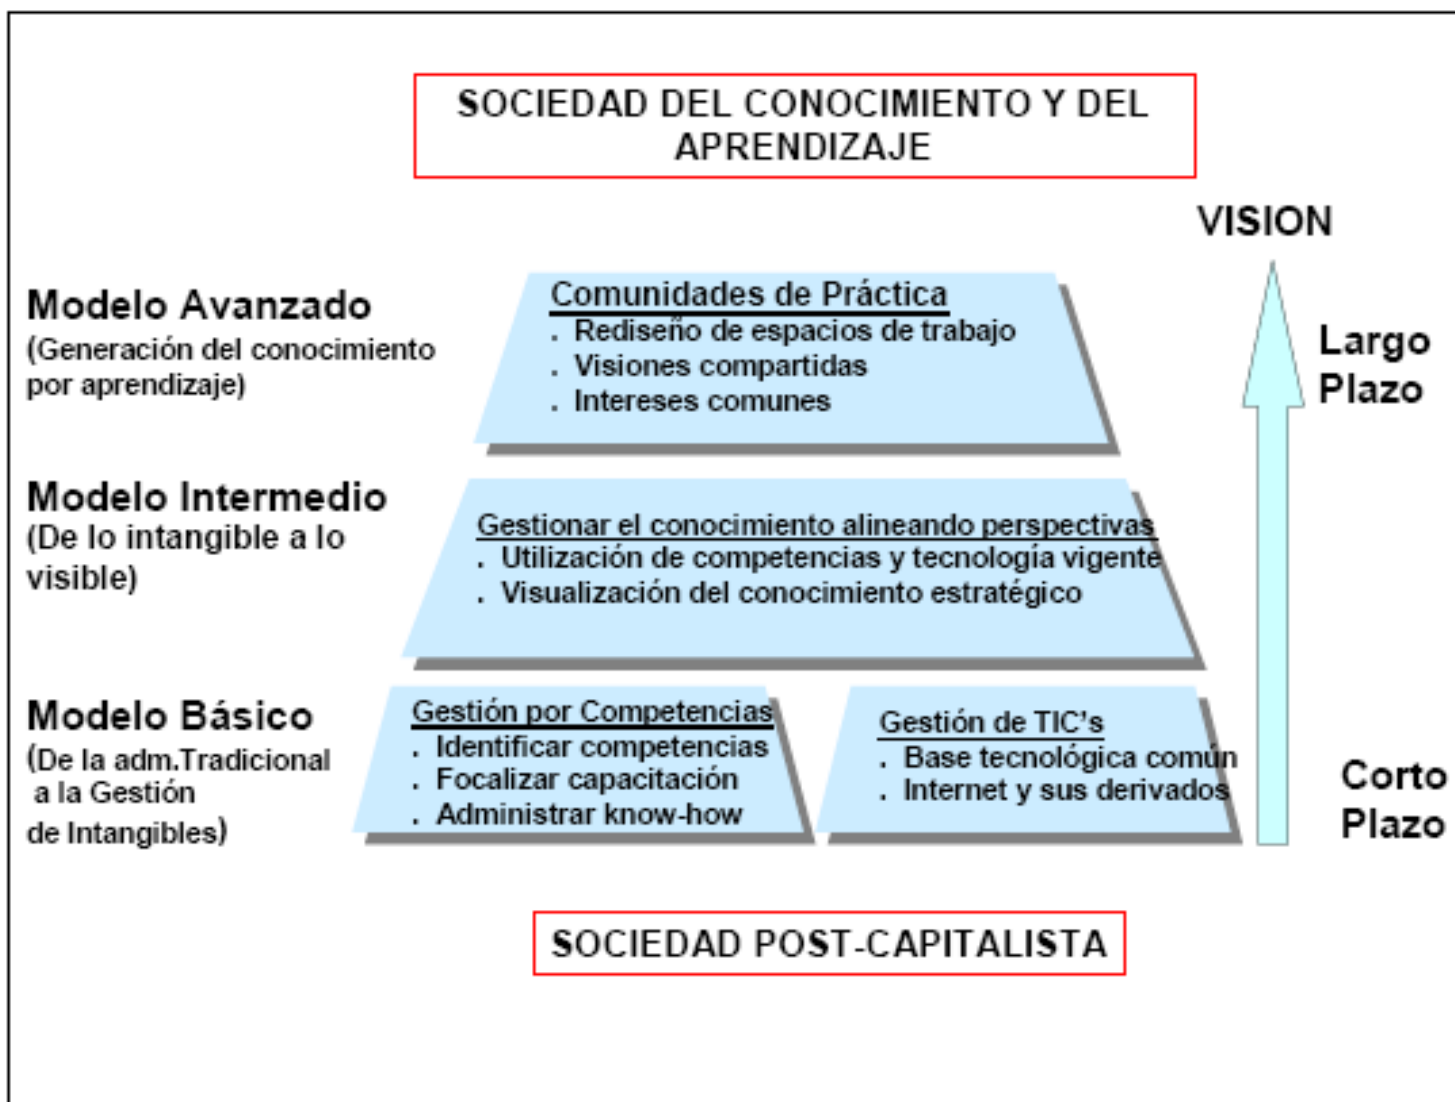 SOCIEDAD DEL CONOCIMIENTO Y DEL
APRENDIZAJE
VISION
Modelo Avanzado
(Generación del conocimiento
por aprendizaje)
Comunidades de Práctica
. Rediseño de espacios de trabajo
. Visiones compartidas
. Intereses comunes
Largo
Plazo
Modelo Intermedio
(De lo intangible a lo
visible)
Gestionar el conocimiento alineando perspectivas
. Utilización de competencias y tecnología vigente
. Visualización del conocimiento estratégico
Modelo Básico
(De la adm.Tradicional
a la Gestión
de Intangibles)
Gestión por Competencias
. Identificar competencias
. Focalizar capacitación
. Administrar know-how
Gestión de TIC's
. Base tecnológica común
. Internet y sus derivados
Corto
Plazo
SOCIEDAD POST-CAPITALISTA